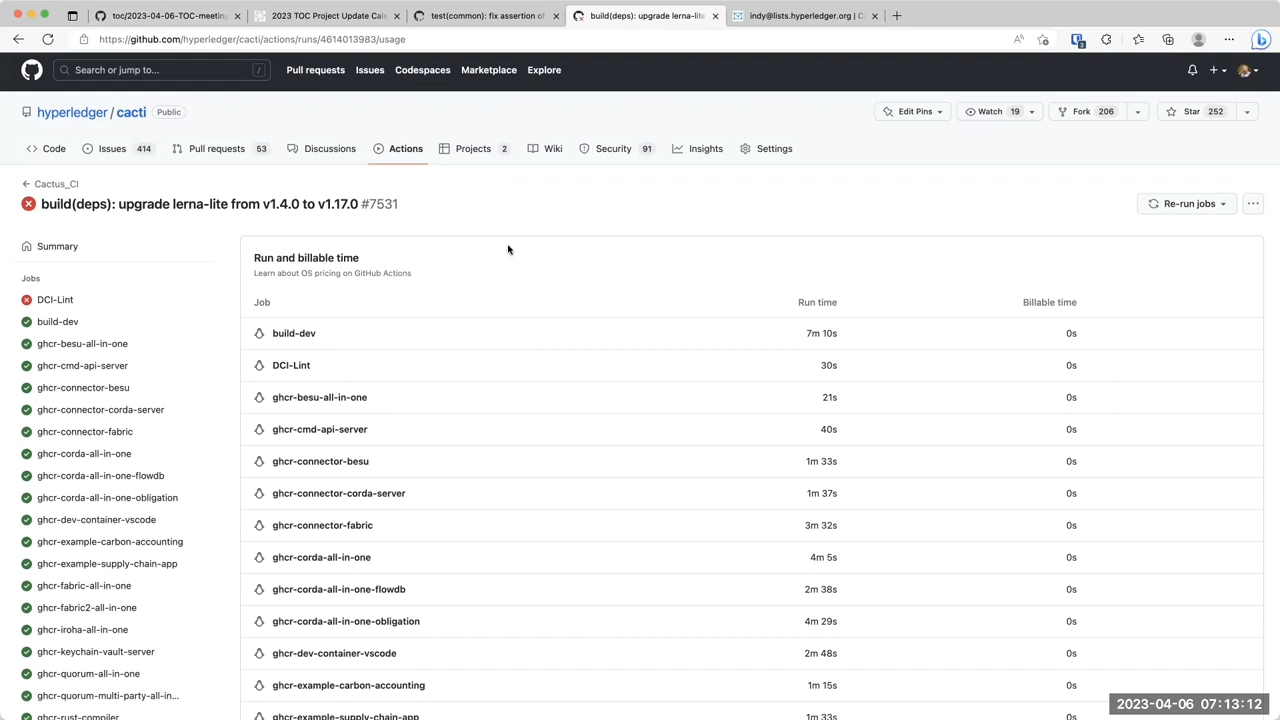 toc/2023-04-06-TOC-meeting
2023 TOC Project Update Cale
test(common): fix assertion of
build(deps): upgrade lerna-lite
indy@lists.hyperledger.org | C
https://github.com/hyperledger/cacti/actions/runs/4614013983/usage
Search or jump to...
/
Pull requests
Issues
Codespaces
Marketplace
Explore
hyperledger / cacti
Public
Edit Pins
Watch 19
Fork 206
Star 252
Code
Issues 414
Pull requests 53
Discussions
Actions
Projects 2
Wiki
Security 91
Insights
Settings
← Cactus_CI
build(deps): upgrade lerna-lite from v1.4.0 to v1.17.0 #7531
Re-run jobs
Summary
Jobs
DCI-Lint
build-dev
ghcr-besu-all-in-one
ghcr-cmd-api-server
ghcr-connector-besu
ghcr-connector-corda-server
ghcr-connector-fabric
ghcr-corda-all-in-one
ghcr-corda-all-in-one-flowdb
ghcr-corda-all-in-one-obligation
ghcr-dev-container-vscode
ghcr-example-carbon-accounting
ghcr-example-supply-chain-app
ghcr-fabric-all-in-one
ghcr-fabric2-all-in-one
ghcr-iroha-all-in-one
ghcr-keychain-vault-server
ghcr-quorum-all-in-one
ghcr-quorum-multi-party-all-in...
ghcr-rust-compiler
Run and billable time
Learn about OS pricing on GitHub Actions
Job Run time Billable time
build-dev 7m 10s 0s
DCI-Lint 30s 0s
ghcr-besu-all-in-one 21s 0s
ghcr-cmd-api-server 40s 0s
ghcr-connector-besu 1m 33s 0s
ghcr-connector-corda-server 1m 37s 0s
ghcr-connector-fabric 3m 32s 0s
ghcr-corda-all-in-one 4m 5s 0s
ghcr-corda-all-in-one-flowdb 2m 38s 0s
ghcr-corda-all-in-one-obligation 4m 29s 0s
ghcr-dev-container-vscode 2m 48s 0s
ghcr-example-carbon-accounting 1m 15s 0s
ghcr-example-supply-chain-app 1m 33s 0s
2023-04-06 07:13:12